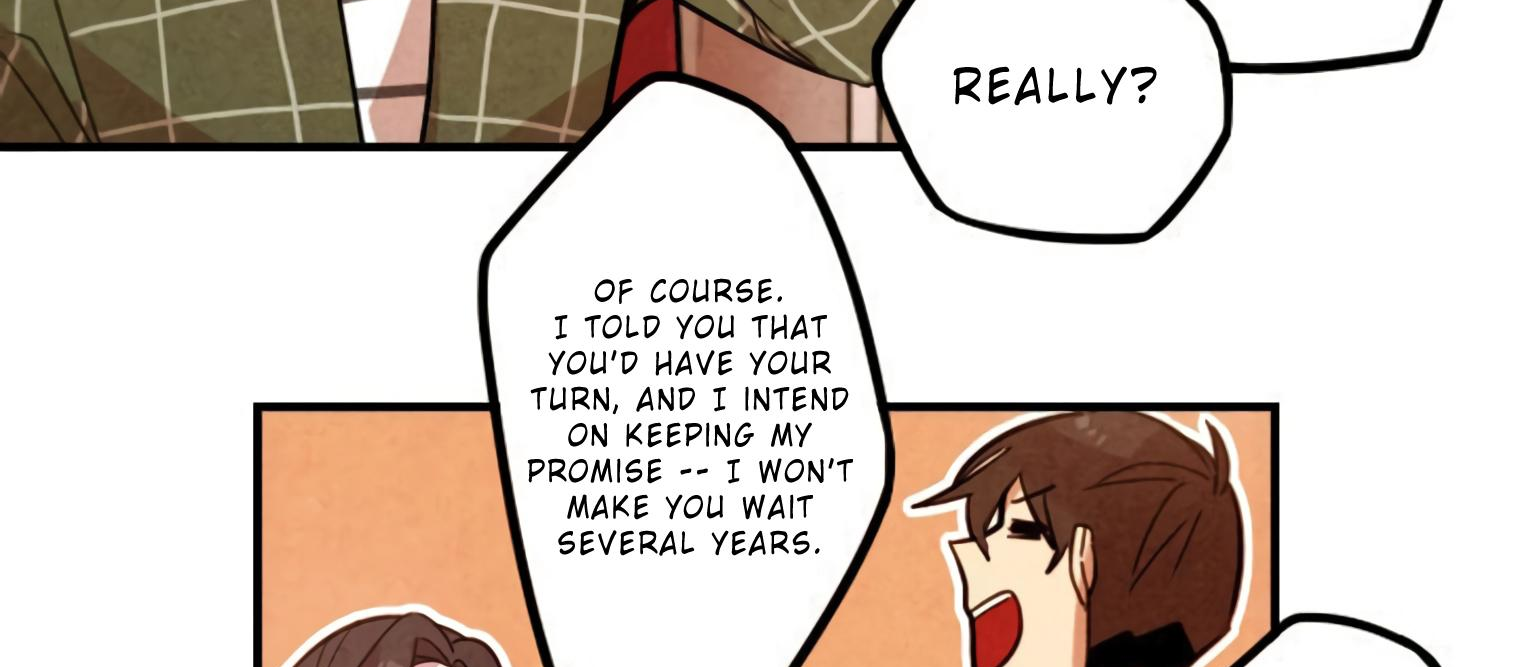 REALLY?
OF COURSE.
I TOLD YOU THAT
YOU'D HAVE YOUR
TURN, AND I INTEND
ON KEEPING MY
PROMISE -- I WON'T
MAKE YOU WAIT
SEVERAL YEARS.